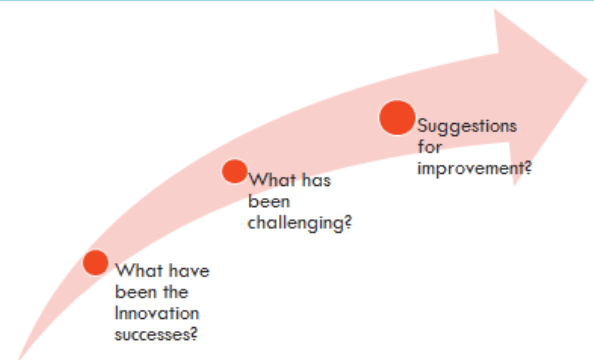 What have
been the
Innovation
successes?
What has
been
challenging?
Suggestions
for
improvement?